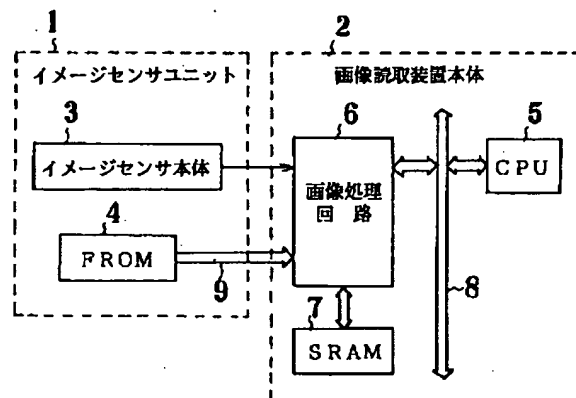 1
2
イメージセンサユニット
画像読取装置本体
3
6
5
イメージセンサ本体
CPU
画像処理
回 路
4
FROM
9
7
8
SRAM